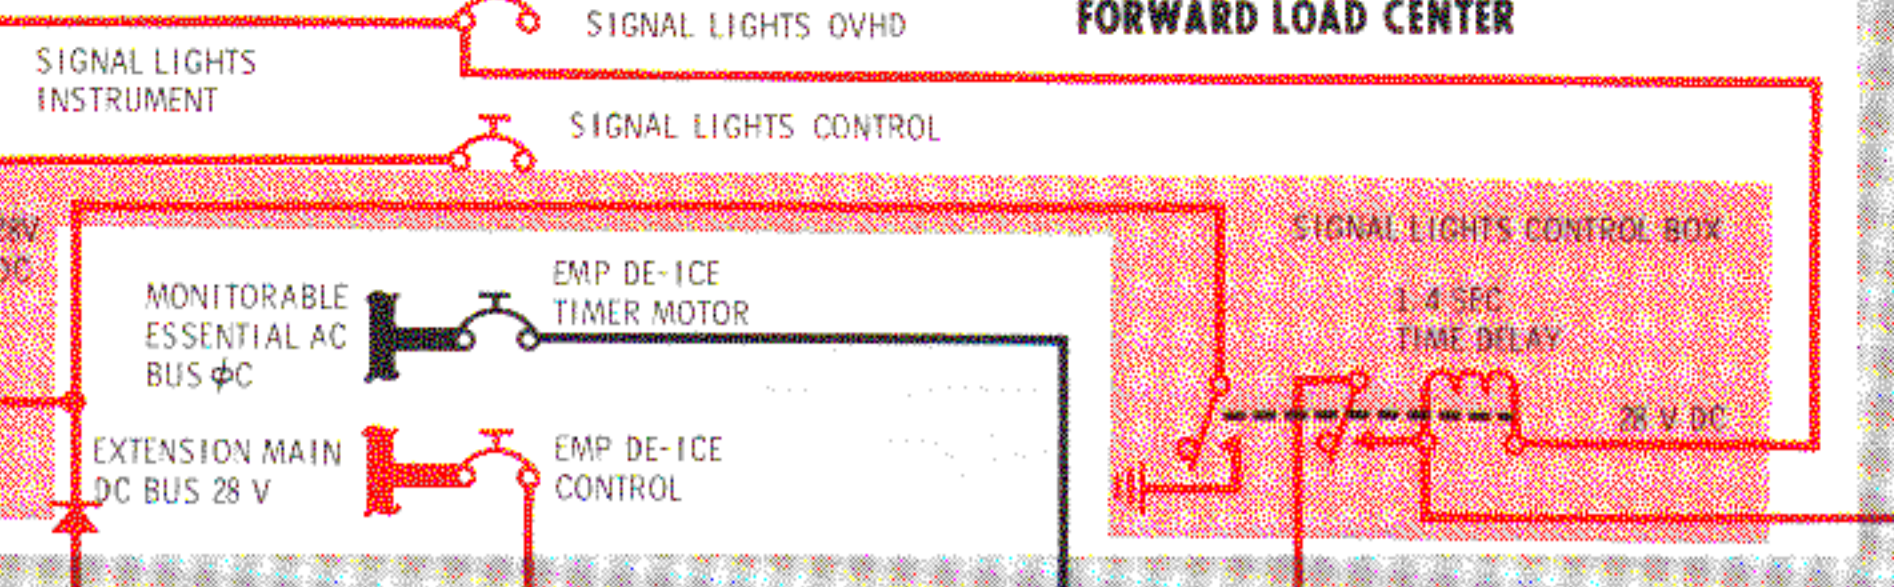 SIGNAL LIGHTS OVHD
FORWARD LOAD CENTER
SIGNAL LIGHTS
INSTRUMENT
SIGNAL LIGHTS CONTROL
28V
DC
SIGNAL LIGHTS CONTROL BOX
EMP DE-ICE
TIMER MOTOR
MONITORABLE
ESSENTIAL AC
BUS ϕC
1.4 SEC
TIME DELAY
28 V DC
EXTENSION MAIN
DC BUS 28 V
EMP DE-ICE
CONTROL